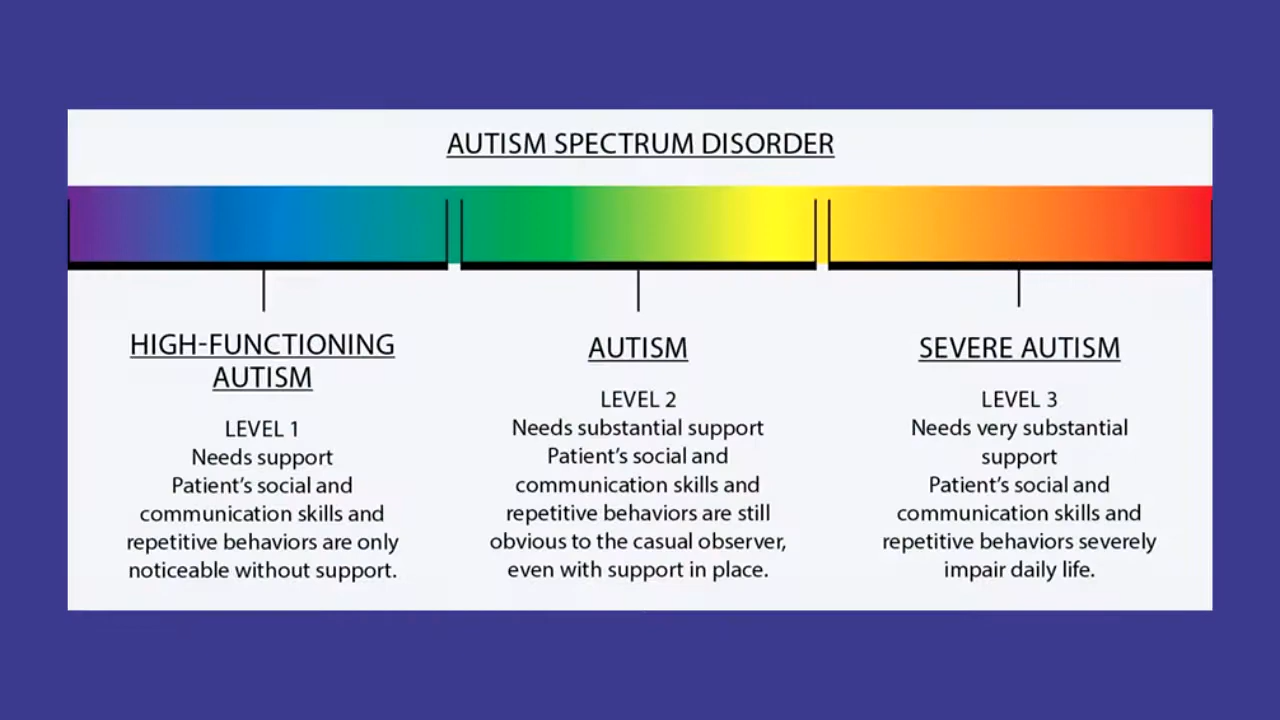 AUTISM SPECTRUM DISORDER
HIGH-FUNCTIONING
AUTISM
LEVEL 1
Needs support
Patient's social and
communication skills and
repetitive behaviors are only
noticeable without support.
AUTISM
LEVEL 2
Needs substantial support
Patient's social and
communication skills and
repetitive behaviors are still
obvious to the casual observer,
even with support in place.
SEVERE AUTISM
LEVEL 3
Needs very substantial
support
Patient's social and
communication skills and
repetitive behaviors severely
impair daily life.